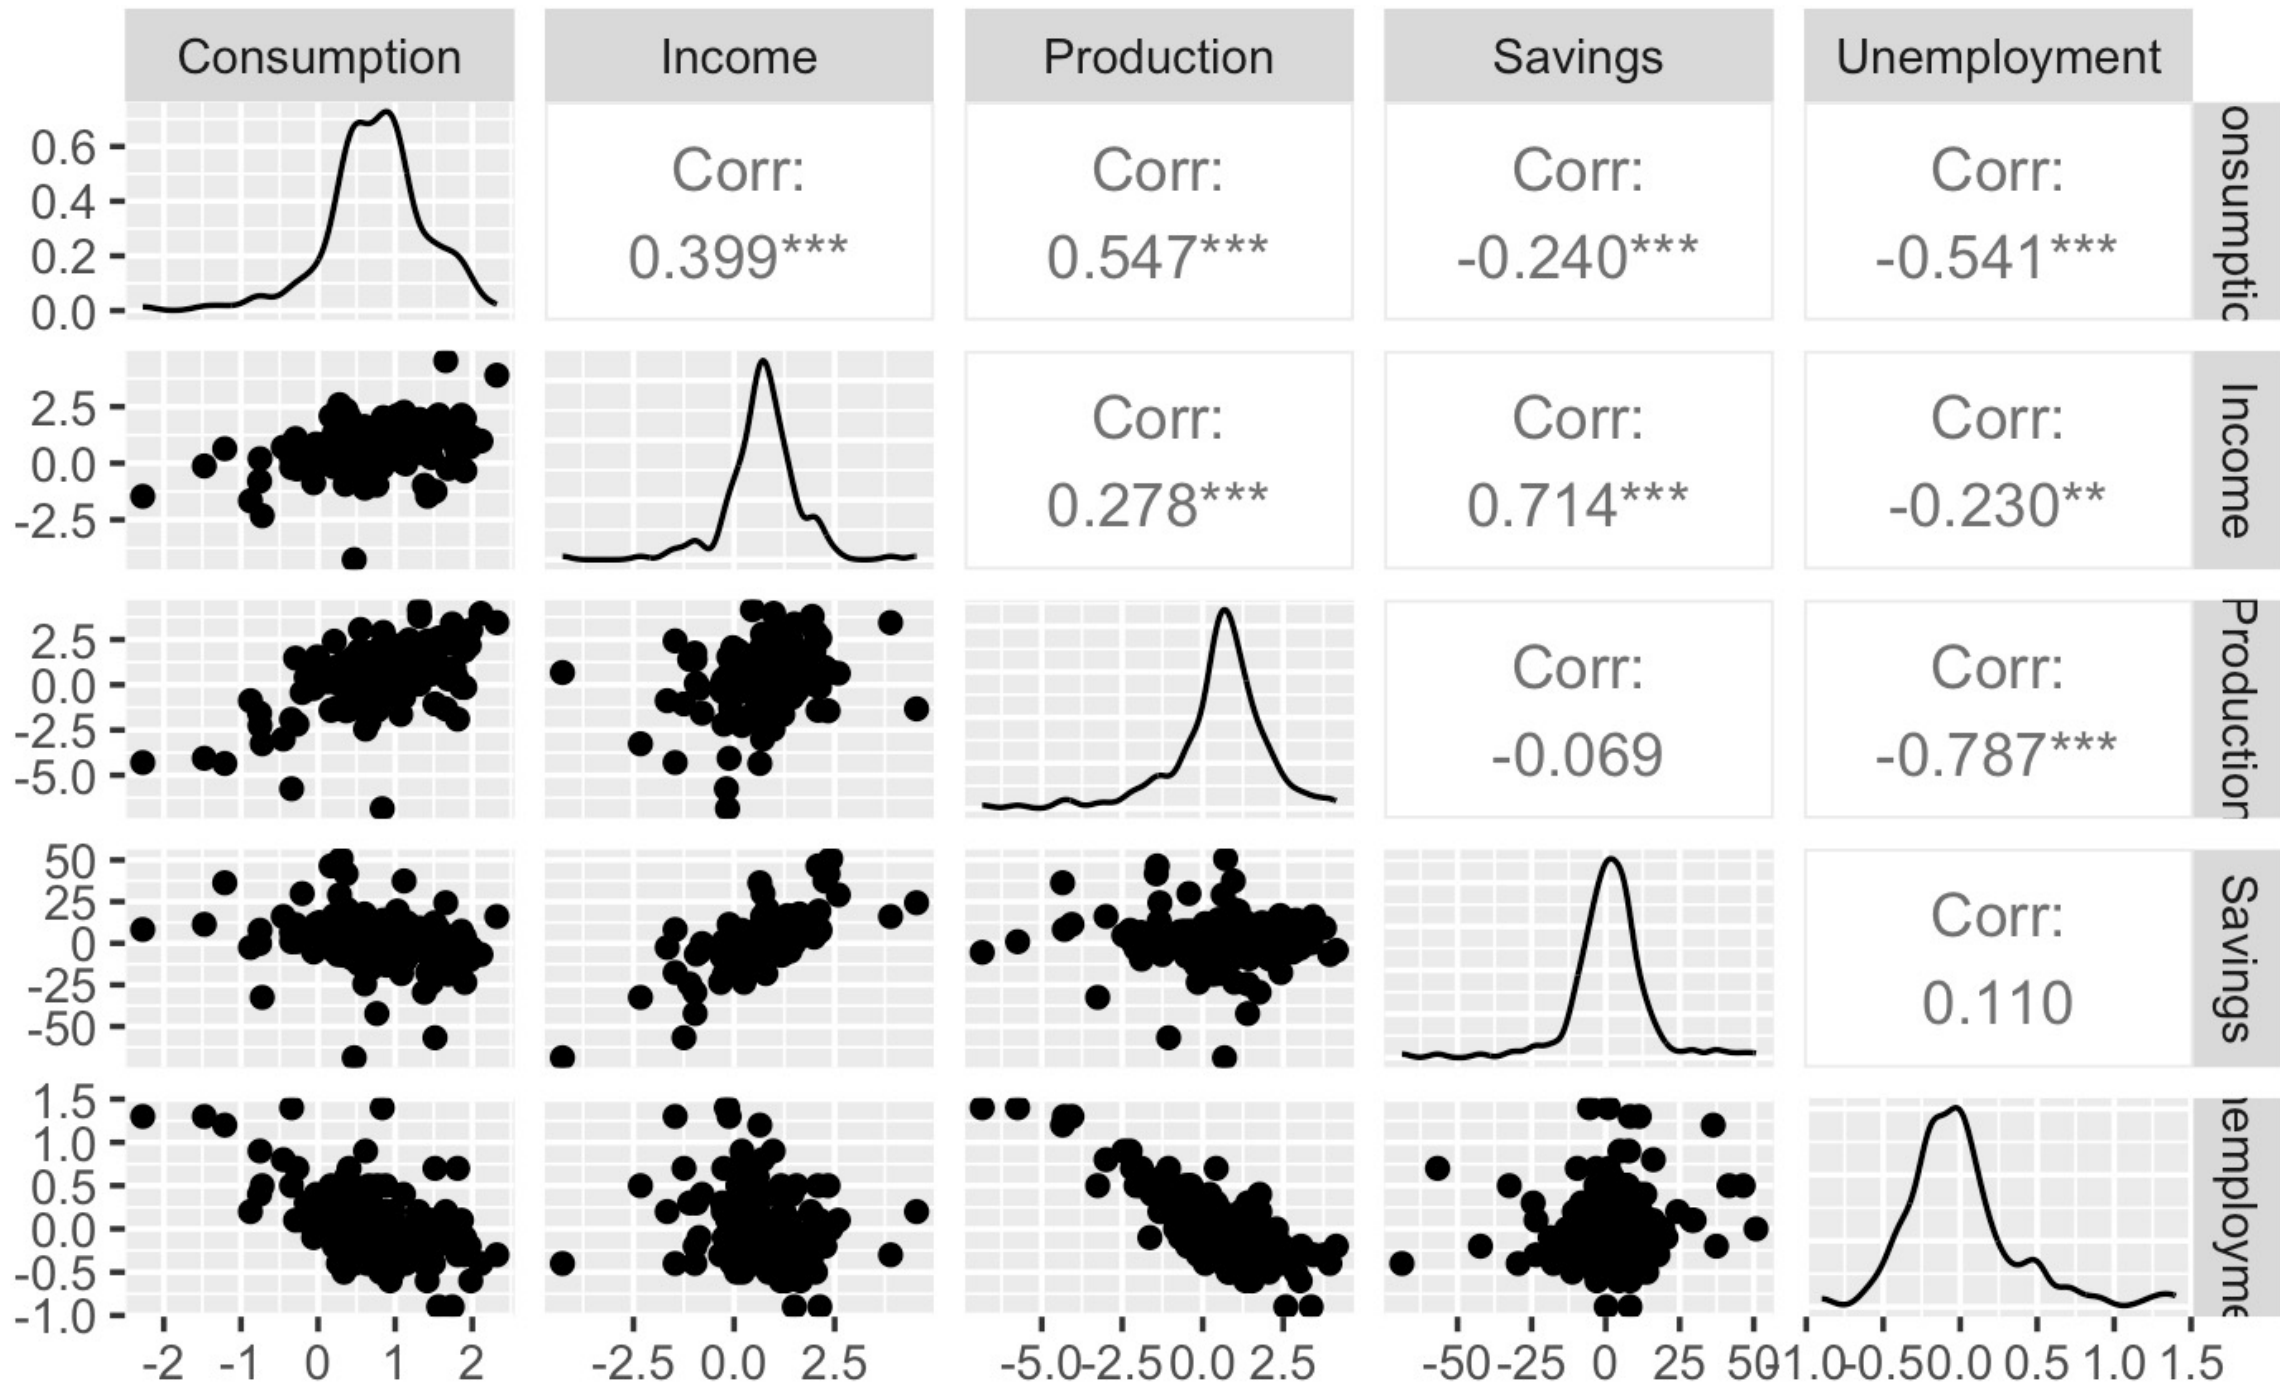 Consumption Income Production Savings Unemployment
0.6
0.4
0.2
0.0
Corr:
0.399***
Corr:
0.547***
Corr:
-0.240***
Corr:
-0.541***
onsumptic
2.5
0.0
-2.5
Corr:
0.278***
Corr:
0.714***
Corr:
-0.230**
Income
2.5
0.0
-2.5
-5.0
Corr:
-0.069
Corr:
-0.787***
Production
50
25
0
-25
-50
Corr:
0.110
Savings
1.5
1.0
0.5
0.0
-0.5
-1.0
nemployme
-2 -1 0 1 2 -2.5 0.0 2.5 -5.0 -2.5 0.0 2.5 -50 -25 0 25 50 -1.0 -0.5 0.0 0.5 1.0 1.5